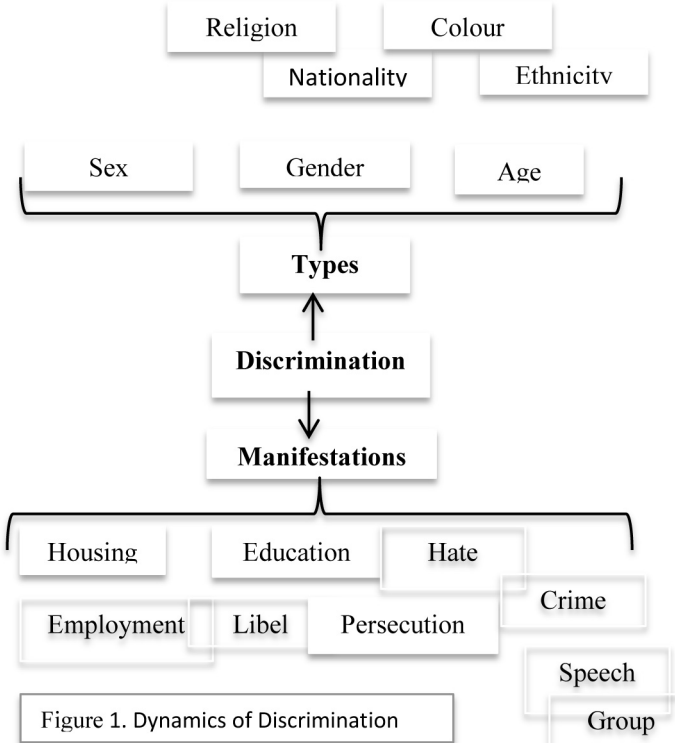 Religion
Colour
Nationality
Ethnicity
Sex
Gender
Age
Types
Discrimination
Manifestations
Housing
Education
Hate
Crime
Employment
Libel
Persecution
Speech
Group
Figure 1. Dynamics of Discrimination